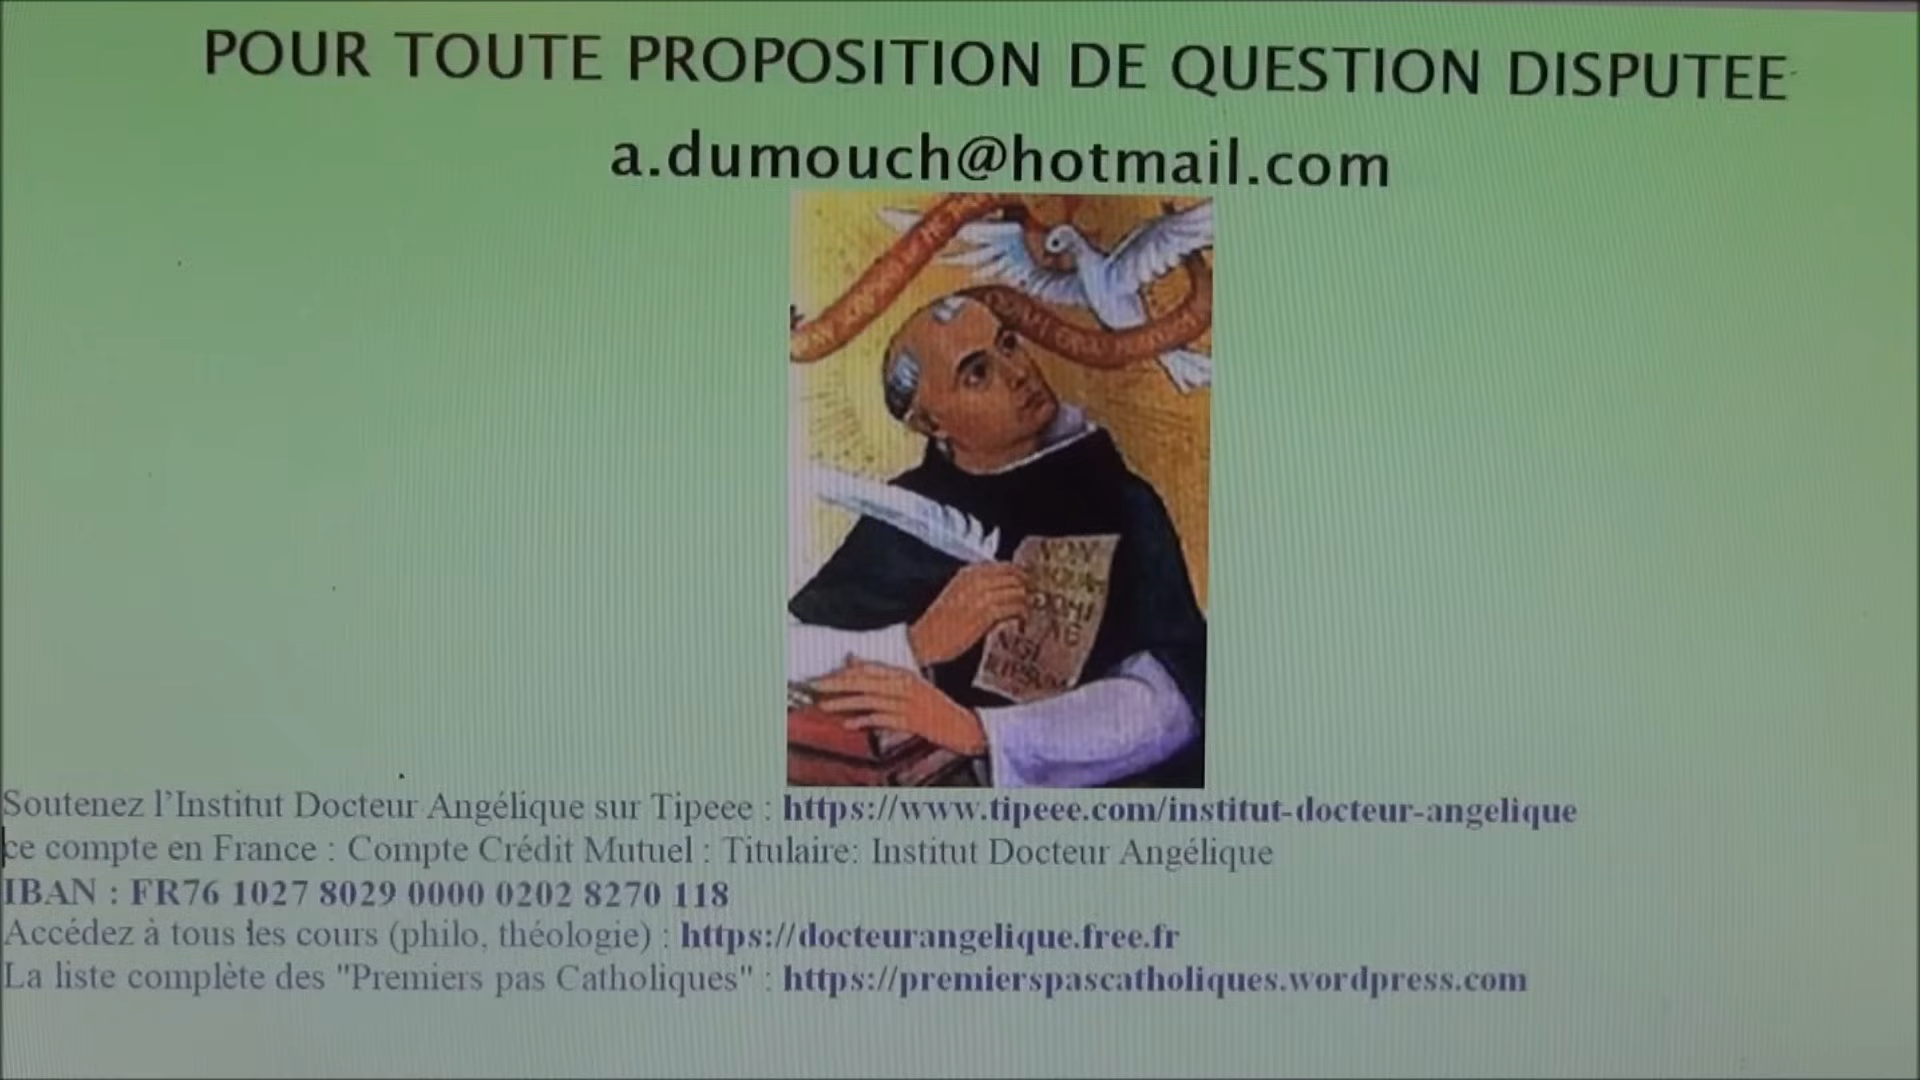 POUR TOUTE PROPOSITION DE QUESTION DISPUTEE
a.dumouch@hotmail.com
NON
DOMI
Soutenez l'Institut Docteur Angélique sur Tipeee : https://www.tipeee.com/institut-docteur-angelique
ce compte en France : Compte Crédit Mutuel : Titulaire: Institut Docteur Angélique
IBAN : FR76 1027 8029 0000 0202 8270 118
Accédez à tous les cours (philo, théologie) : https://docteurangelique.free.fr
La liste complète des "Premiers pas Catholiques" : https://premierspascatholiques.wordpress.com